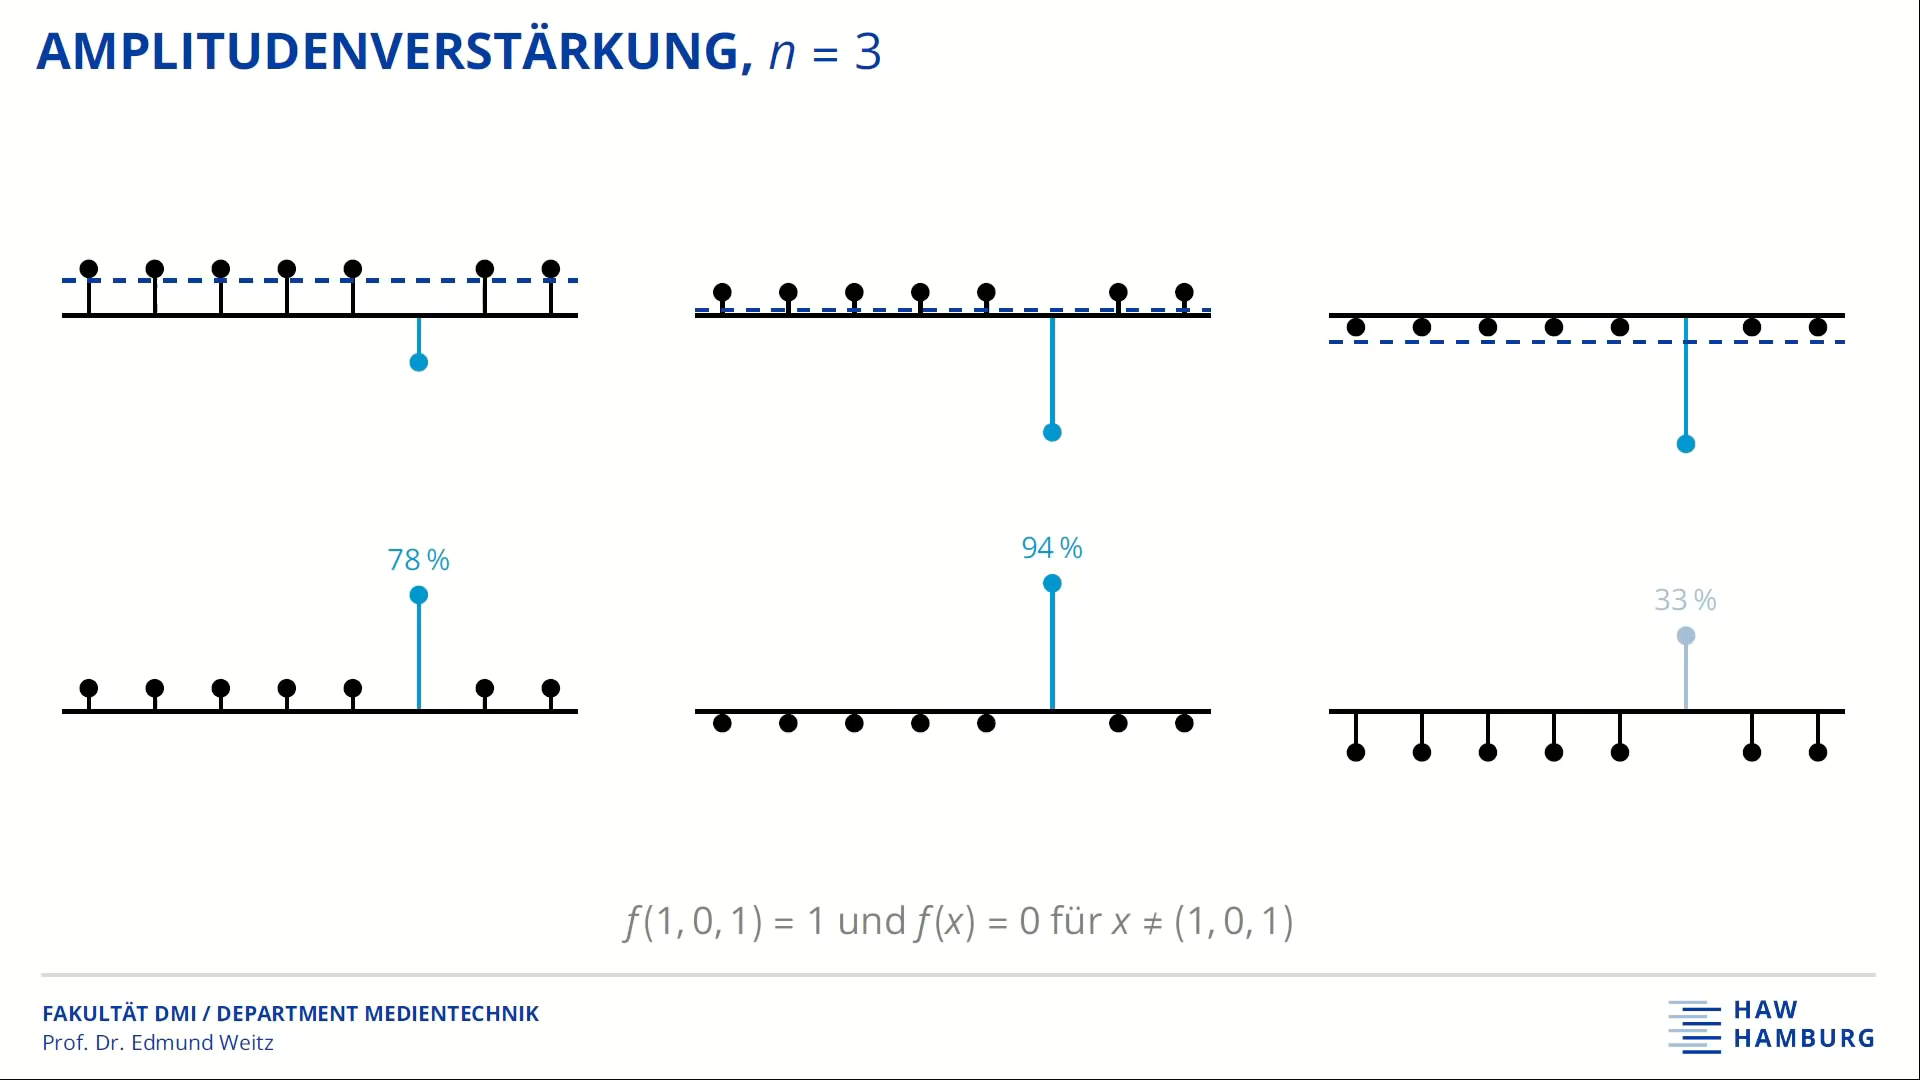 AMPLITUDENVERSTÄRKUNG, n = 3
78 %
94 %
33 %
f(1, 0, 1) = 1 und f(x) = 0 für x ≠ (1, 0, 1)
FAKULTÄT DMI / DEPARTMENT MEDIENTECHNIK
Prof. Dr. Edmund Weitz
HAW
HAMBURG